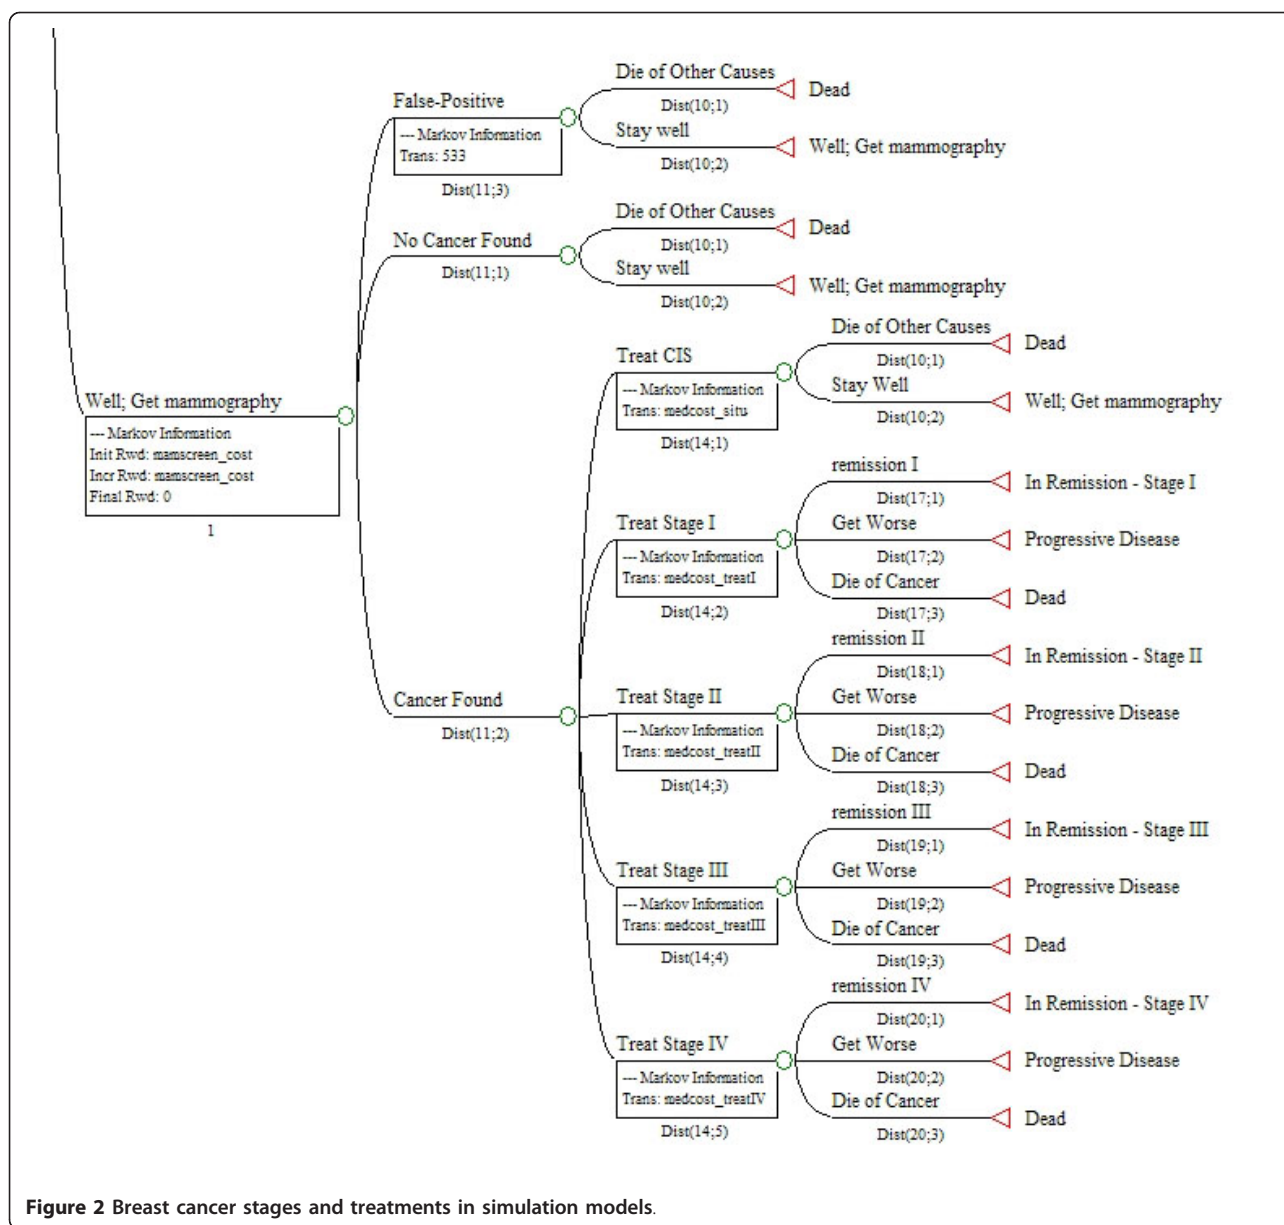 Die of Other Causes
Dist(10;1)
Dead
False-Positive
--- Markov Information
Trans: 533
Dist(11;3)
Stay well
Dist(10;2)
Well; Get mammography
Die of Other Causes
Dist(10;1)
Dead
No Cancer Found
Dist(11;1)
Stay well
Dist(10;2)
Well; Get mammography
Well; Get mammography
--- Markov Information
Init Rwd: mamscreen_cost
Incr Rwd: mamscreen_cost
Final Rwd: 0
1
Cancer Found
Dist(11;2)
Treat CIS
--- Markov Information
Trans: medcost_situ
Dist(14;1)
Die of Other Causes
Dist(10;1)
Dead
Stay Well
Dist(10;2)
Well; Get mammography
Treat Stage I
--- Markov Information
Trans: medcost_treatI
Dist(14;2)
remission I
Dist(17;1)
In Remission - Stage I
Get Worse
Dist(17;2)
Progressive Disease
Die of Cancer
Dist(17;3)
Dead
Treat Stage II
--- Markov Information
Trans: medcost_treatII
Dist(14;3)
remission II
Dist(18;1)
In Remission - Stage II
Get Worse
Dist(18;2)
Progressive Disease
Die of Cancer
Dist(18;3)
Dead
Treat Stage III
--- Markov Information
Trans: medcost_treatIII
Dist(14;4)
remission III
Dist(19;1)
In Remission - Stage III
Get Worse
Dist(19;2)
Progressive Disease
Die of Cancer
Dist(19;3)
Dead
Treat Stage IV
--- Markov Information
Trans: medcost_treatIV
Dist(14;5)
remission IV
Dist(20;1)
In Remission - Stage IV
Get Worse
Dist(20;2)
Progressive Disease
Die of Cancer
Dist(20;3)
Dead
Figure 2 Breast cancer stages and treatments in simulation models.